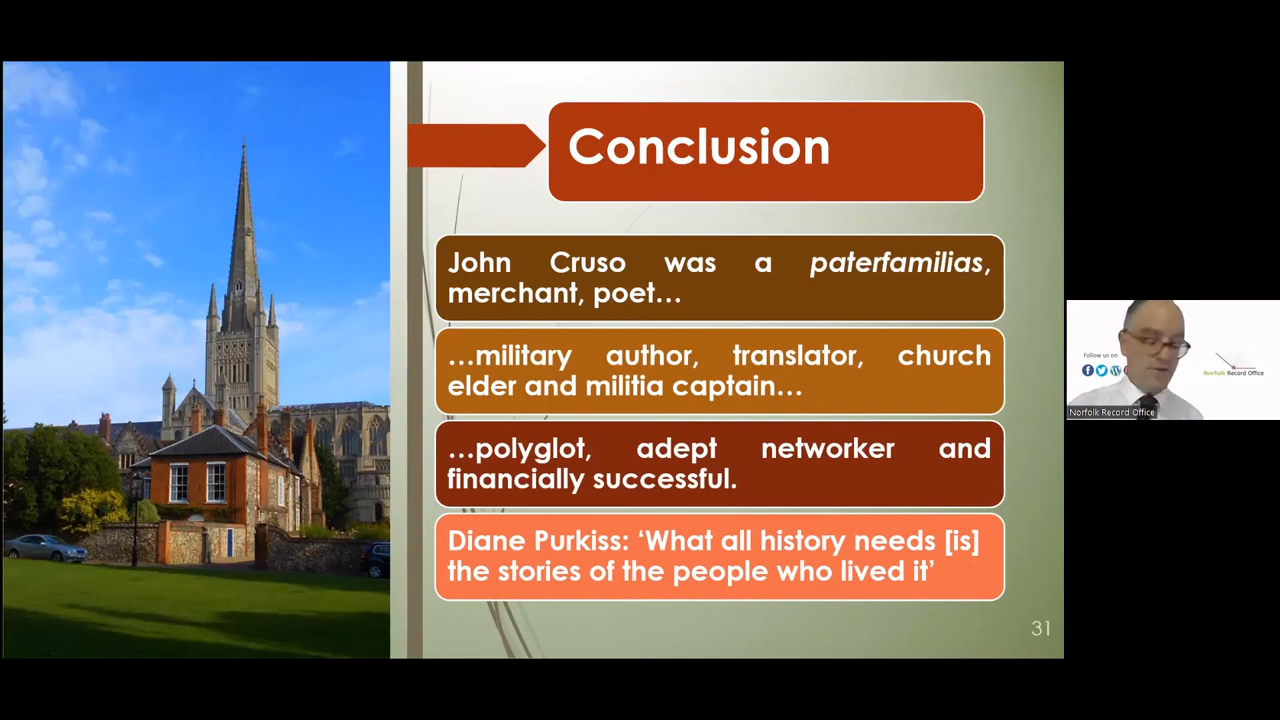 Conclusion
John Cruso was a paterfamilias,
merchant, poet…
…military author, translator, church
elder and militia captain…
…polyglot, adept networker and
financially successful.
Diane Purkiss: ‘What all history needs [is]
the stories of the people who lived it’
31
Follow us on
Norfolk Record Office
Norfolk Record Office